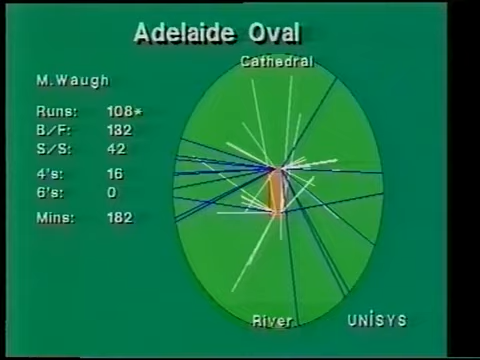 Adelaide Oval
Cathedral
M.Waugh
Runs: 108*
B/F: 132
S/S: 42
4's: 16
6's: 0
Mins: 182
River
UNiSYS